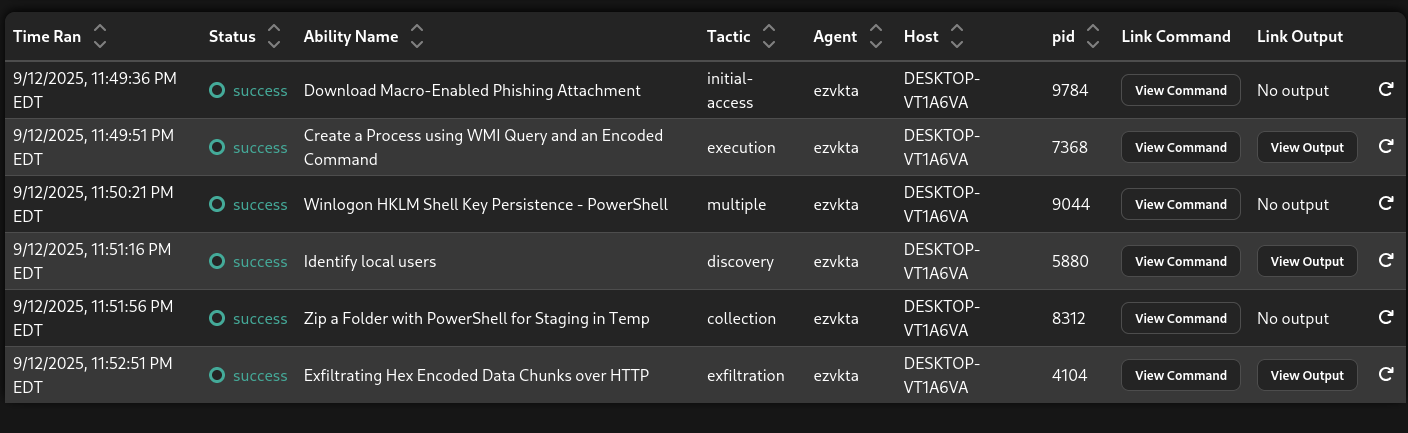 Time Ran Status Ability Name Tactic Agent Host pid Link Command Link Output
9/12/2025, 11:49:36 PM EDT success Download Macro-Enabled Phishing Attachment initial-access ezvkta DESKTOP-VT1A6VA 9784 View Command No output
9/12/2025, 11:49:51 PM EDT success Create a Process using WMI Query and an Encoded Command execution ezvkta DESKTOP-VT1A6VA 7368 View Command View Output
9/12/2025, 11:50:21 PM EDT success Winlogon HKLM Shell Key Persistence - PowerShell multiple ezvkta DESKTOP-VT1A6VA 9044 View Command No output
9/12/2025, 11:51:16 PM EDT success Identify local users discovery ezvkta DESKTOP-VT1A6VA 5880 View Command View Output
9/12/2025, 11:51:56 PM EDT success Zip a Folder with PowerShell for Staging in Temp collection ezvkta DESKTOP-VT1A6VA 8312 View Command No output
9/12/2025, 11:52:51 PM EDT success Exfiltrating Hex Encoded Data Chunks over HTTP exfiltration ezvkta DESKTOP-VT1A6VA 4104 View Command View Output